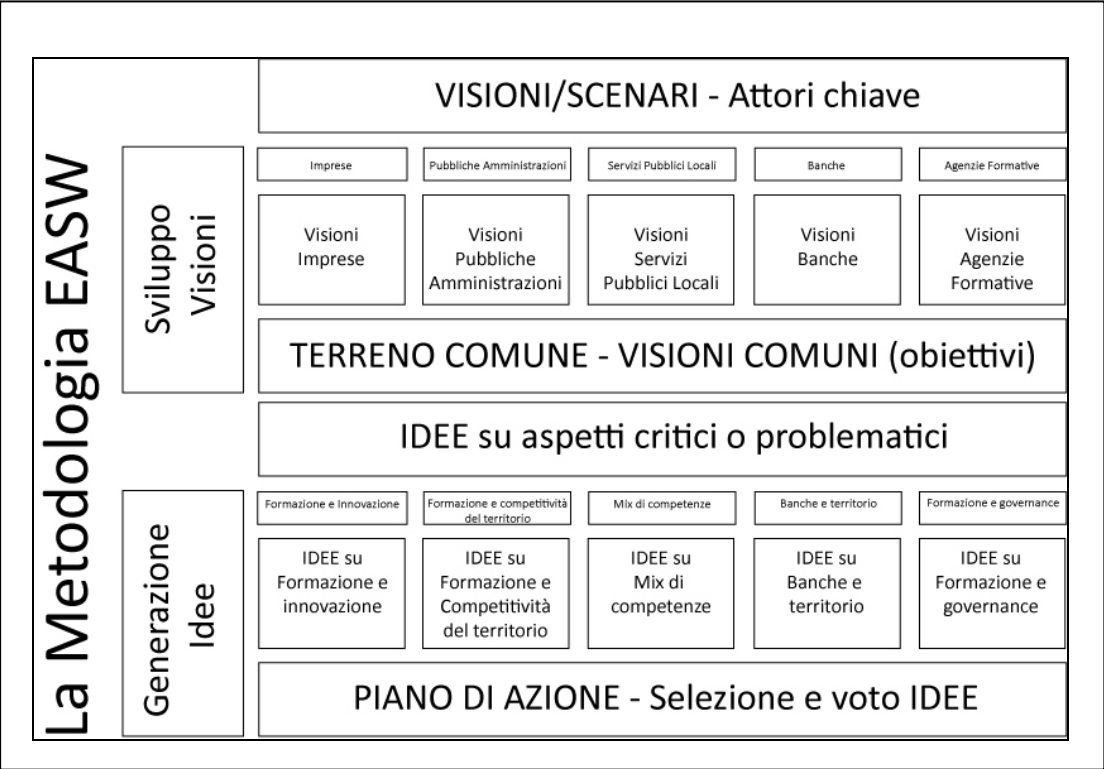 La Metodologia EASW
VISIONI/SCENARI - Attori chiave
Sviluppo
Visioni
Imprese
Pubbliche Amministrazioni
Servizi Pubblici Locali
Banche
Agenzie Formative
Visioni
Imprese
Visioni
Pubbliche
Amministrazioni
Visioni
Servizi
Pubblici Locali
Visioni
Banche
Visioni
Agenzie
Formative
TERRENO COMUNE - VISIONI COMUNI (obiettivi)
IDEE su aspetti critici o problematici
Generazione
Idee
Formazione e Innovazione
Formazione e competitività
del territorio
Mix di competenze
Banche e territorio
Formazione e governance
IDEE su
Formazione e
innovazione
IDEE su
Formazione e
Competitività
del territorio
IDEE su
Mix di
competenze
IDEE su
Banche e
territorio
IDEE su
Formazione e
governance
PIANO DI AZIONE - Selezione e voto IDEE